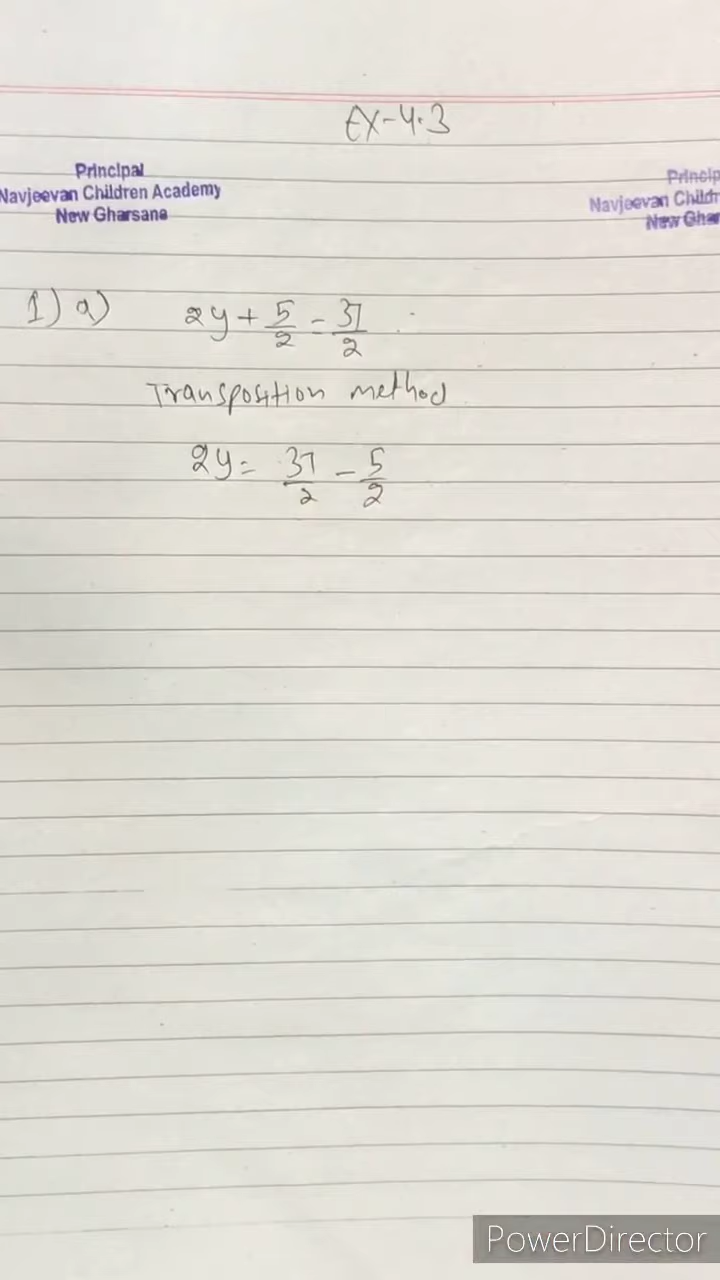 Ex-4.3
Principal
Navjeevan Children Academy
New Gharsana
Princip
Navjeevan Childr
New Ghar
1) a) 2y + 5/2 = 37/2
Transposition method
2y = 37/2 - 5/2
PowerDirector